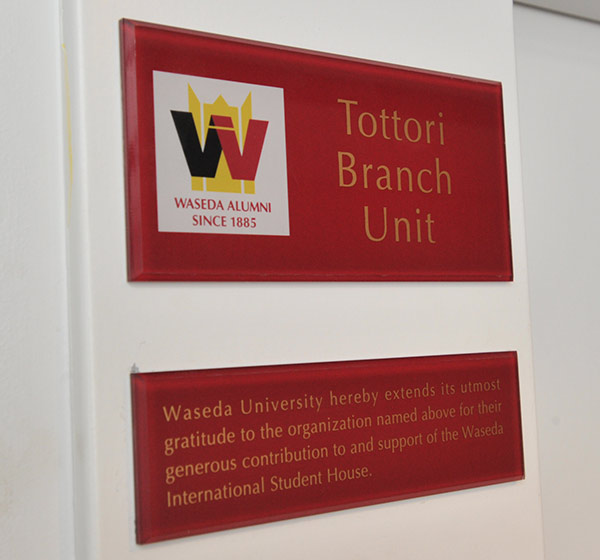 WASEDA ALUMNI
SINCE 1885
Tottori
Branch
Unit
Waseda University hereby extends its utmost
gratitude to the organization named above for their
generous contribution to and support of the Waseda
International Student House.